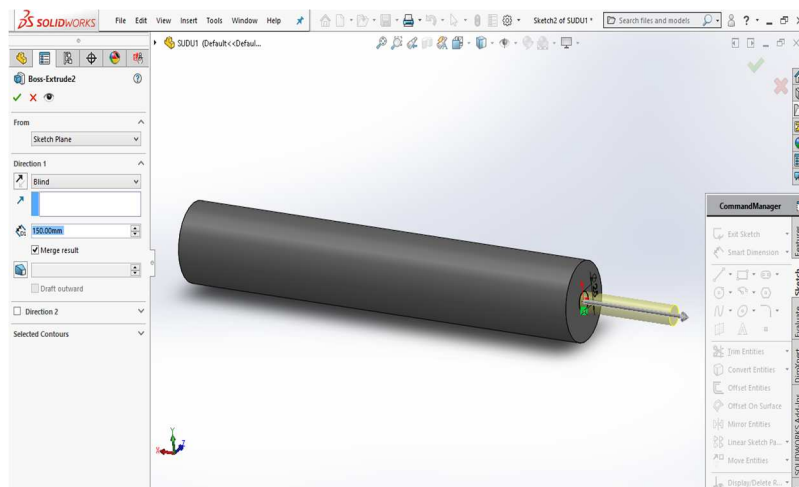 SOLIDWORKS File Edit View Insert Tools Window Help Sketch2 of SUDU1 * Search files and models ?
SUDU1 (Default<<Defaul...
Boss-Extrude2
From
Sketch Plane
Direction 1
Blind
150.00mm
Merge result
Draft outward
Direction 2
Selected Contours
Y
X
Z
CommandManager
Exit Sketch
Smart Dimension
Trim Entities
Convert Entities
Offset Entities
Offset On Surface
Mirror Entities
Linear Sketch Pa...
Move Entities
Display/Delete R...
Features
Sketch
Evaluate
DimXpert
SOLIDWORKS Add-Ins